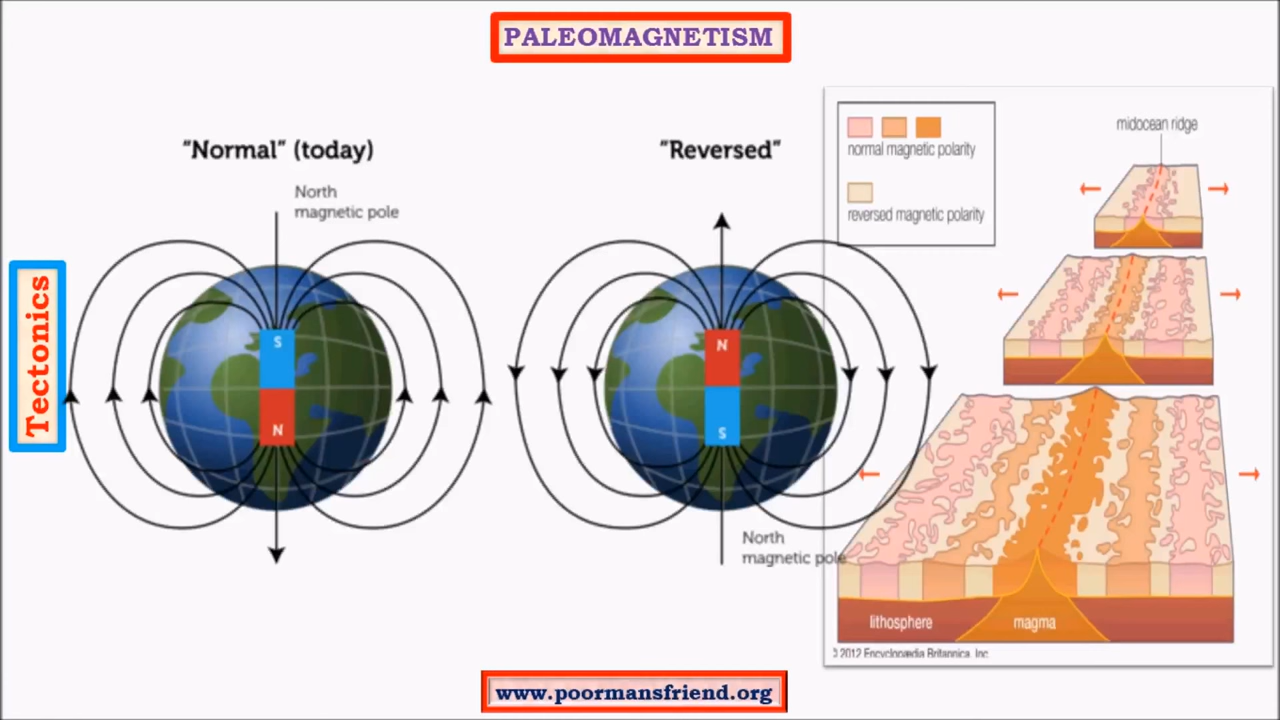 PALEOMAGNETISM
Tectonics
"Normal" (today)
North
magnetic pole
S
N
"Reversed"
N
S
North
magnetic pole
normal magnetic polarity
reversed magnetic polarity
midocean ridge
lithosphere
magma
© 2012 Encyclopædia Britannica, Inc.
www.poormansfriend.org